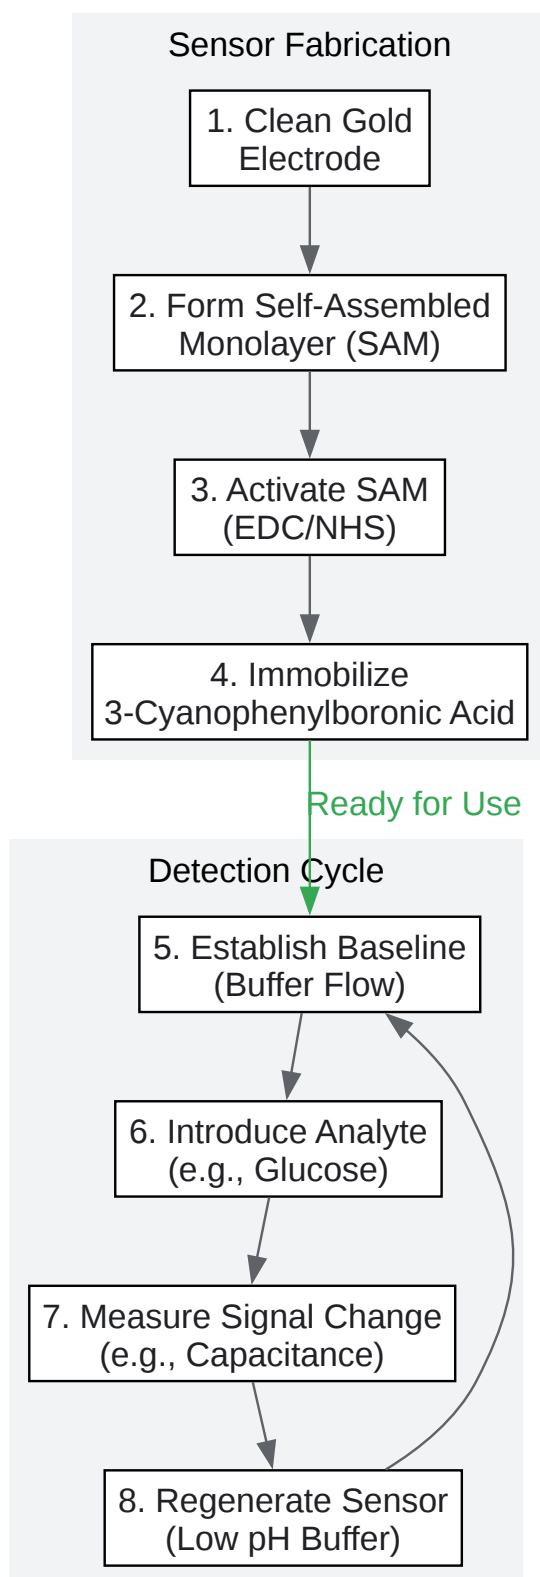 Sensor Fabrication
1. Clean Gold
Electrode
2. Form Self-Assembled
Monolayer (SAM)
3. Activate SAM
(EDC/NHS)
4. Immobilize
3-Cyanophenylboronic Acid
Ready for Use
Detection Cycle
5. Establish Baseline
(Buffer Flow)
6. Introduce Analyte
(e.g., Glucose)
7. Measure Signal Change
(e.g., Capacitance)
8. Regenerate Sensor
(Low pH Buffer)